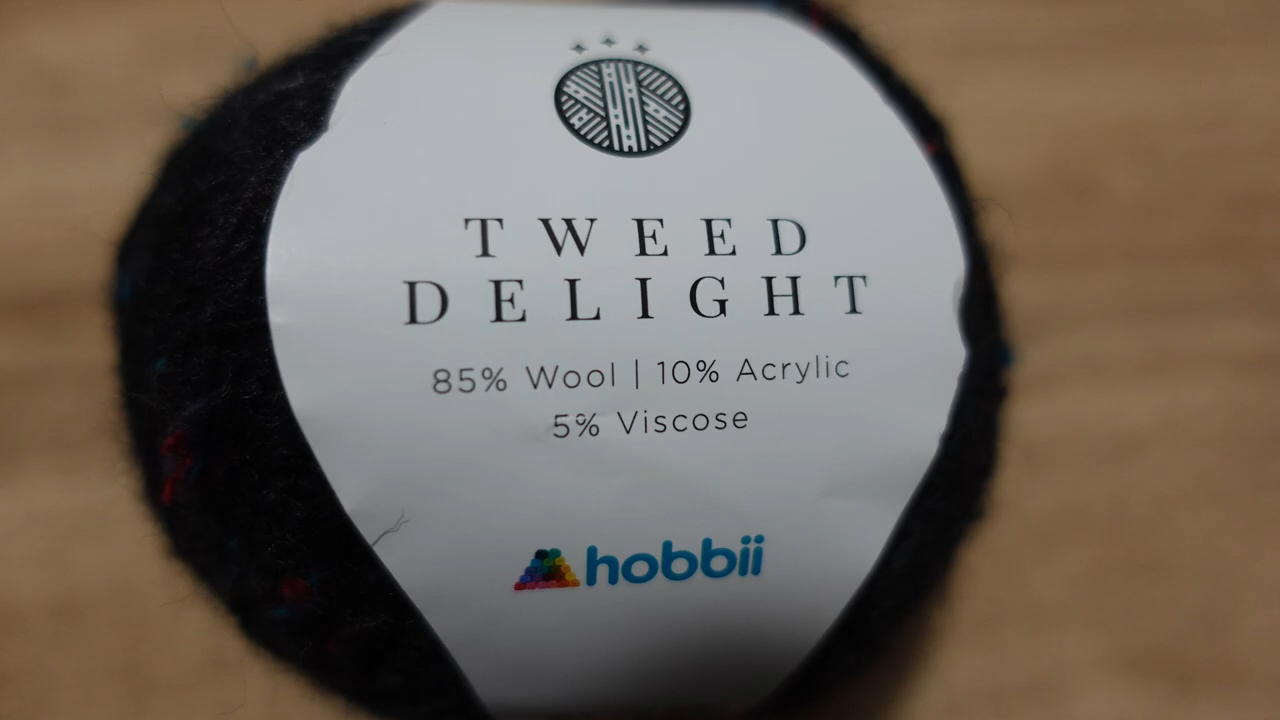 TWEED
DELIGHT
85% Wool | 10% Acrylic
5% Viscose
hobbii